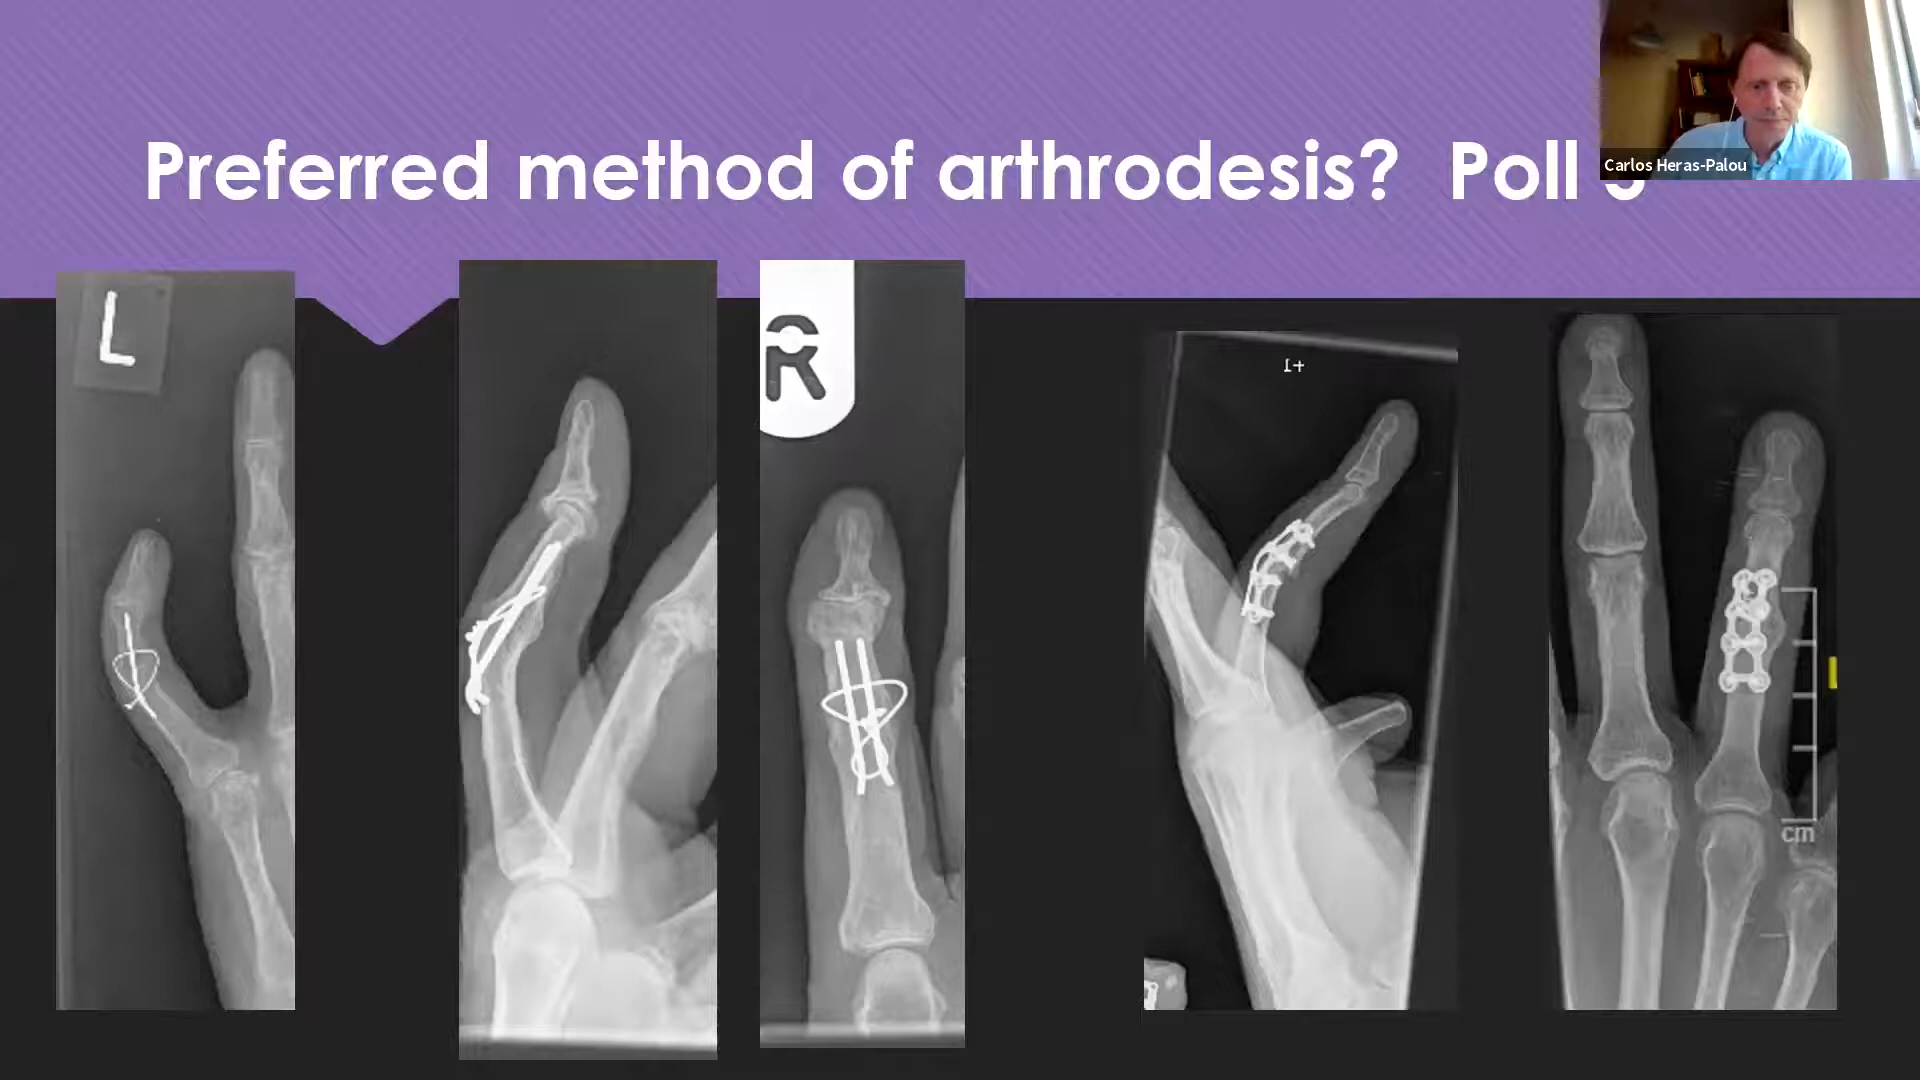 Preferred method of arthrodesis? Poll
Carlos Heras-Palou
L
R
I+
cm